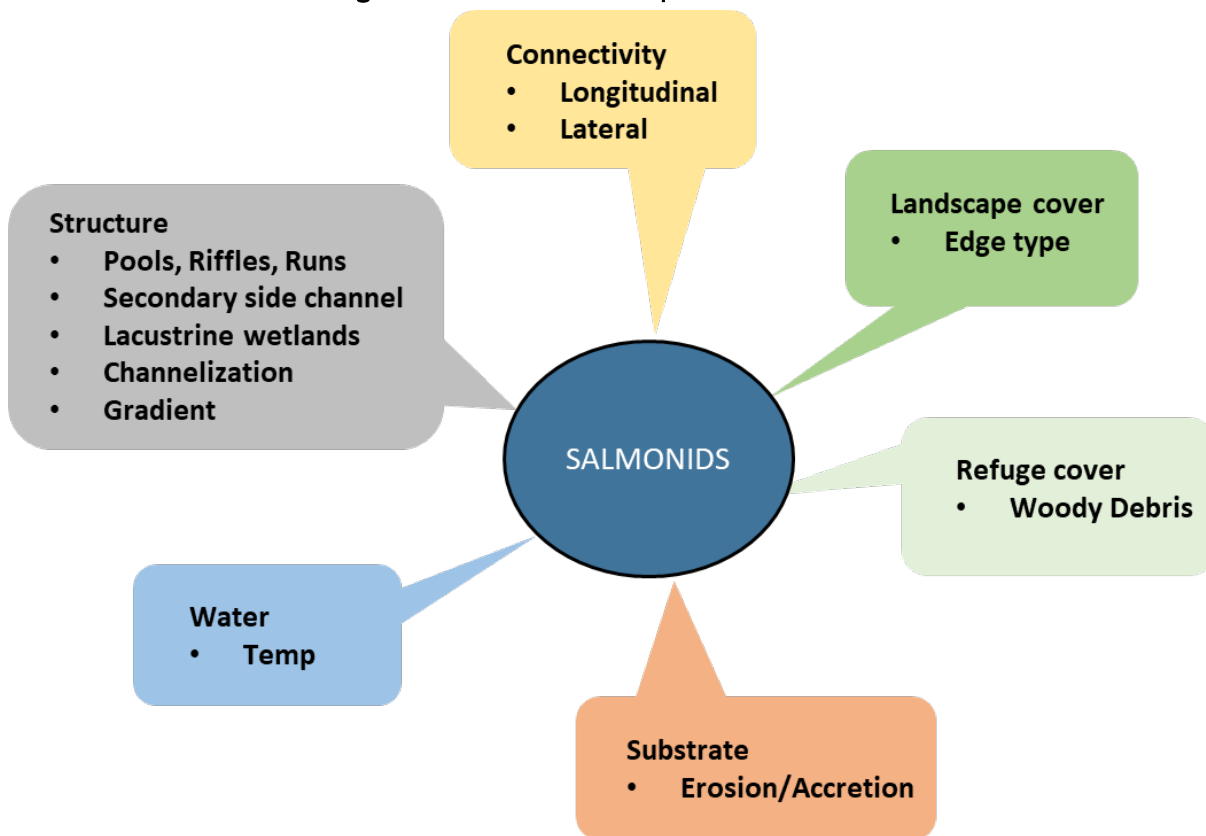 Connectivity
• Longitudinal
• Lateral
Landscape cover
• Edge type
Structure
• Pools, Riffles, Runs
• Secondary side channel
• Lacustrine wetlands
• Channelization
• Gradient
SALMONIDS
Refuge cover
• Woody Debris
Water
• Temp
Substrate
• Erosion/Accretion